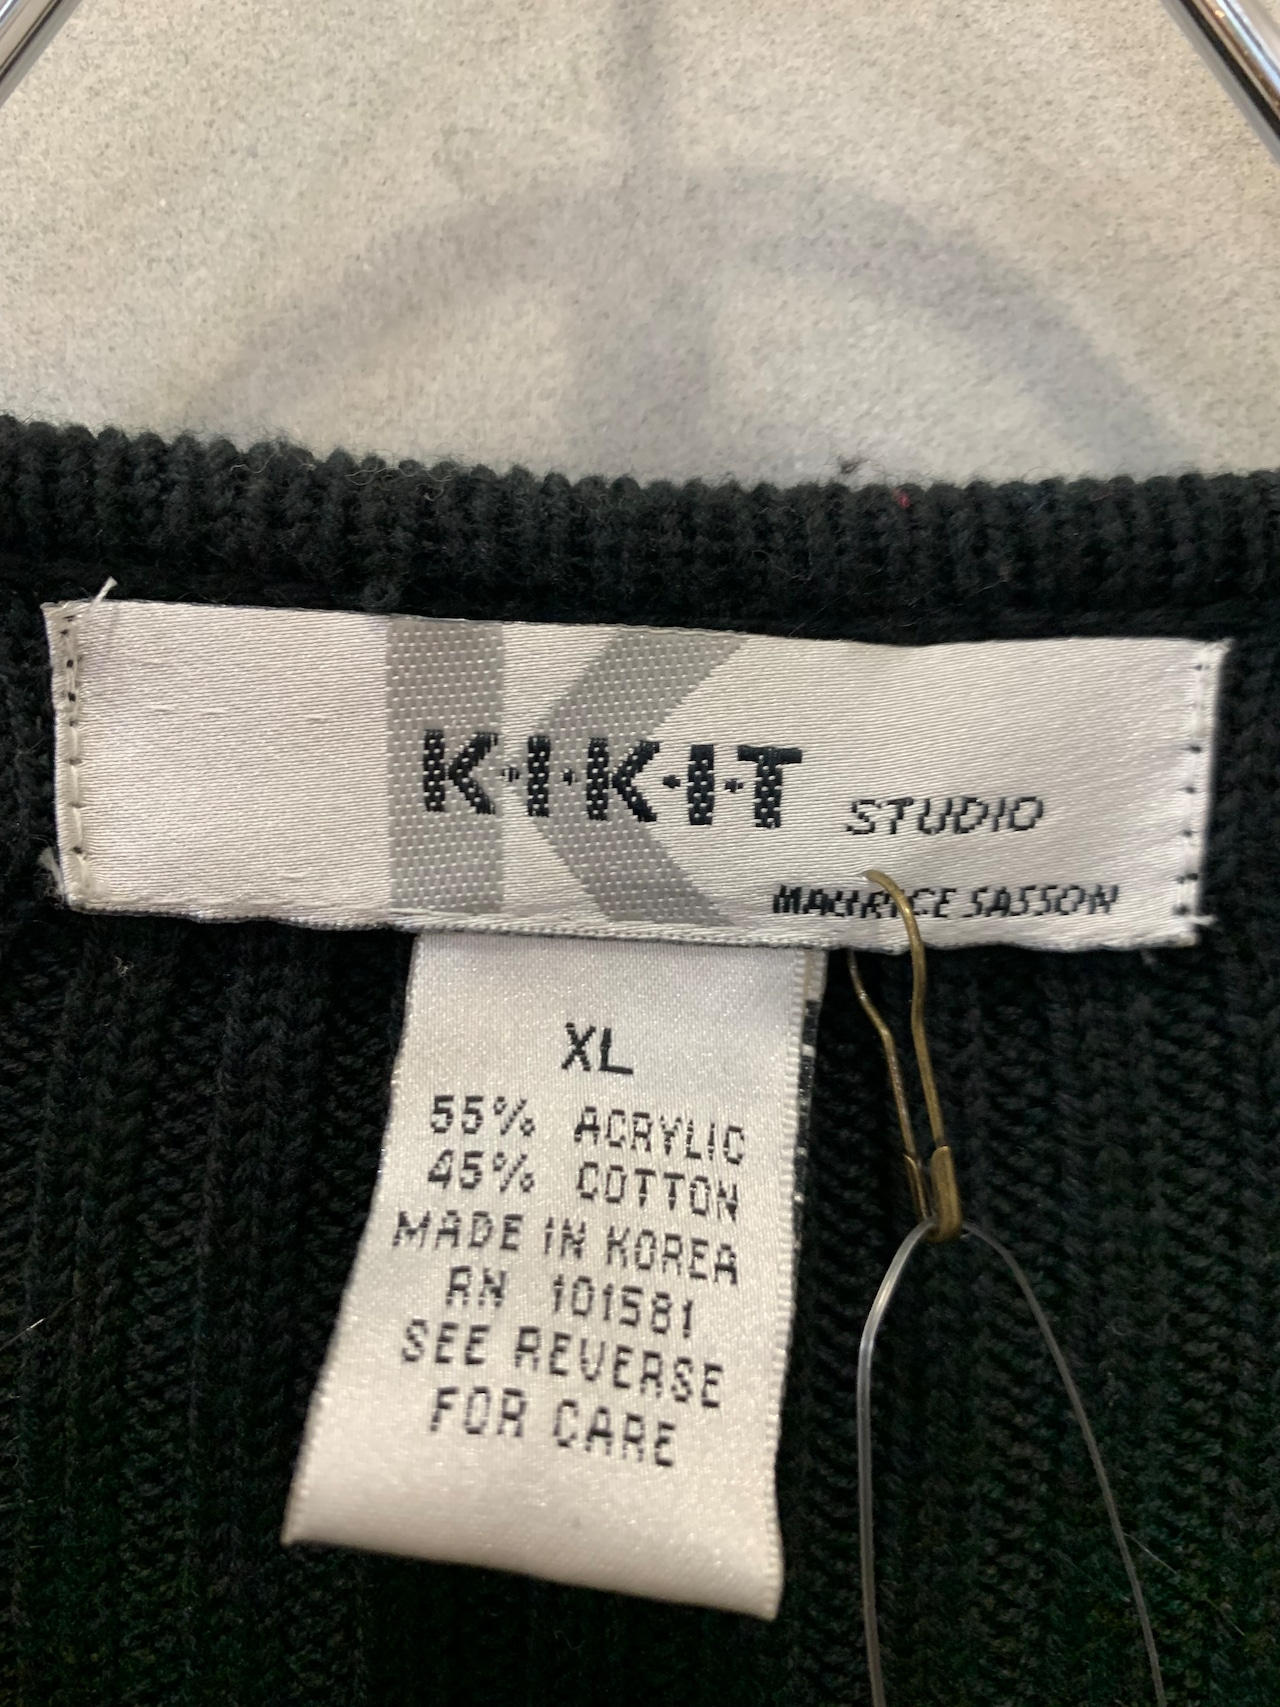 K·I·K·I·T STUDIO
MAURICE SASSON
XL
55% ACRYLIC
45% COTTON
MADE IN KOREA
RN 101581
SEE REVERSE
FOR CARE